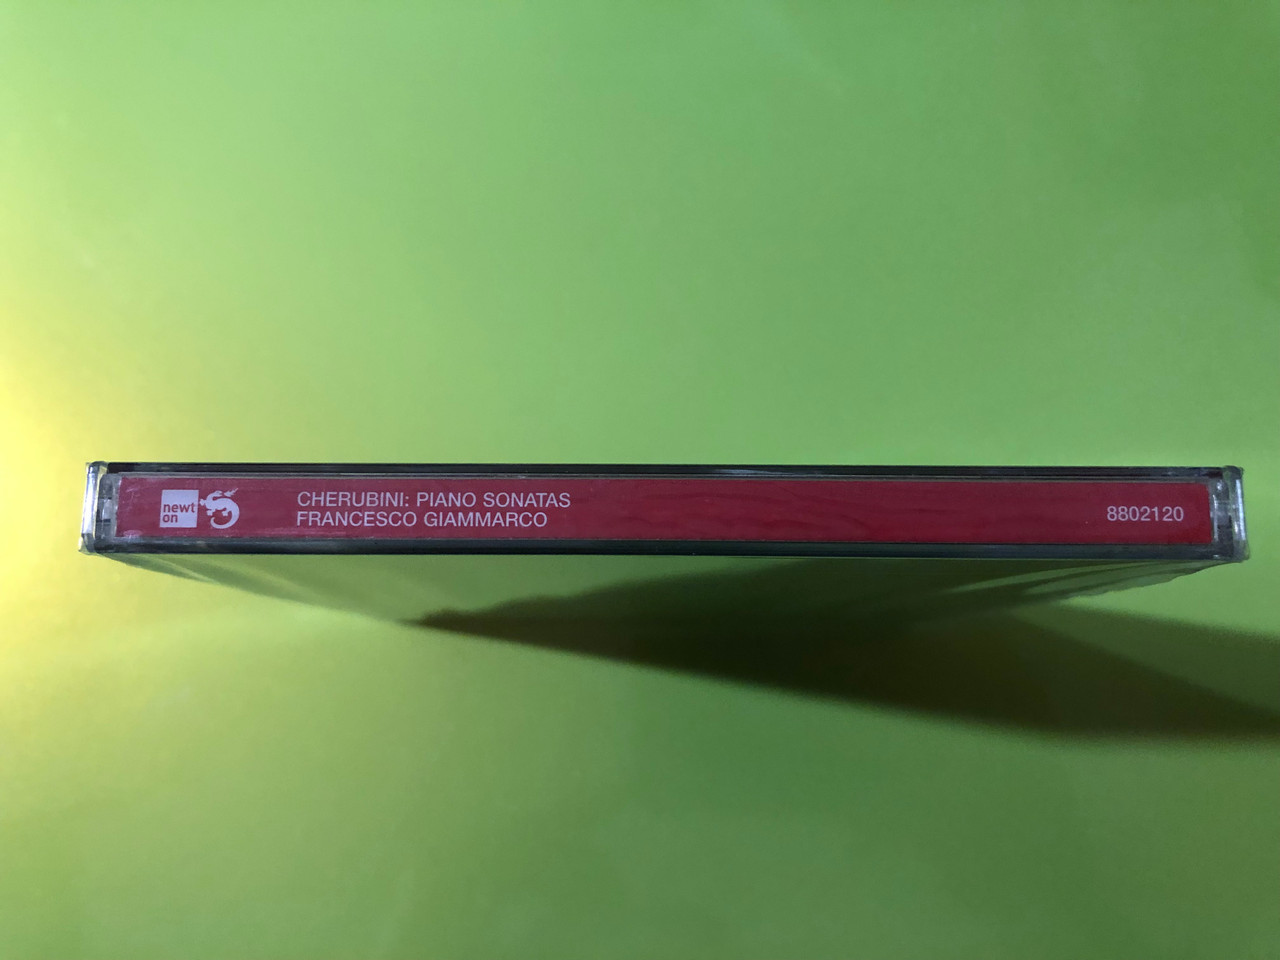 newt
on
CHERUBINI: PIANO SONATAS
FRANCESCO GIAMMARCO
8802120